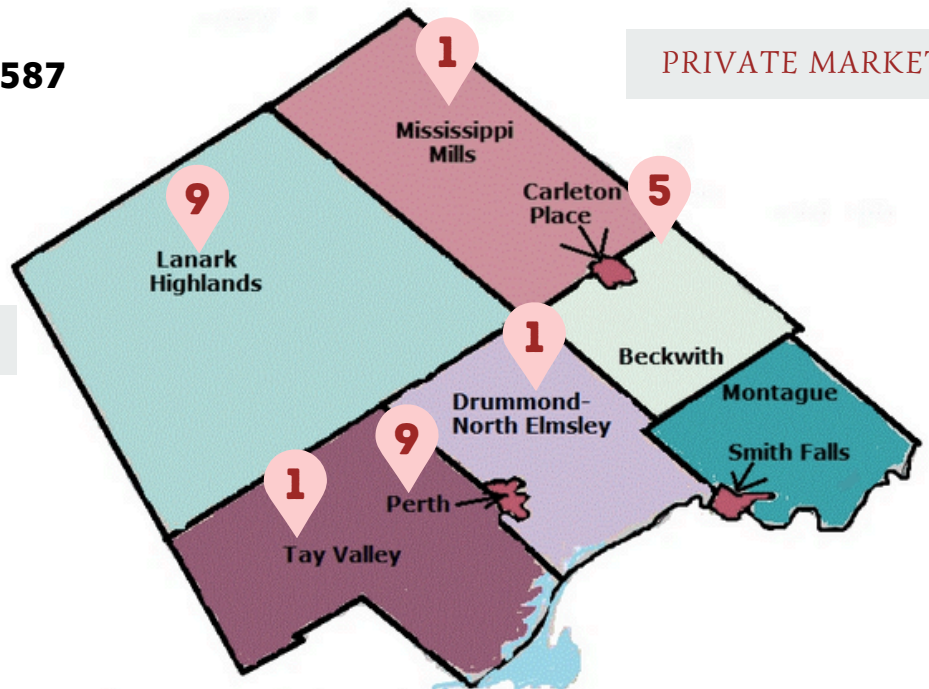 587
PRIVATE MARKET
1
Mississippi
Mills
Carleton
Place
5
9
Lanark
Highlands
1
Beckwith
Drummond-
North Elmsley
Montague
9
Smith Falls
1
Perth
Tay Valley